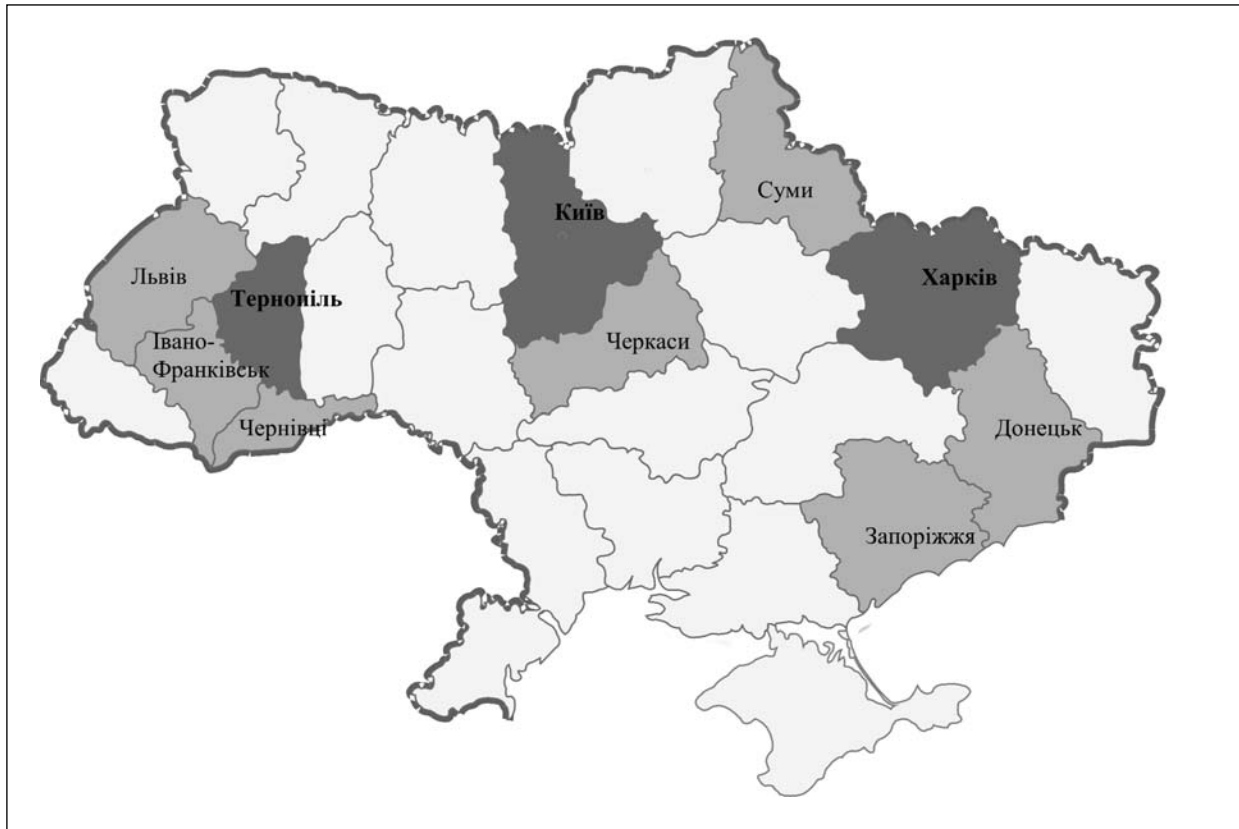 Суми
Київ
Львів
Харків
Тернопіль
Черкаси
Івано-
Франківськ
Чернівці
Донецьк
Запоріжжя